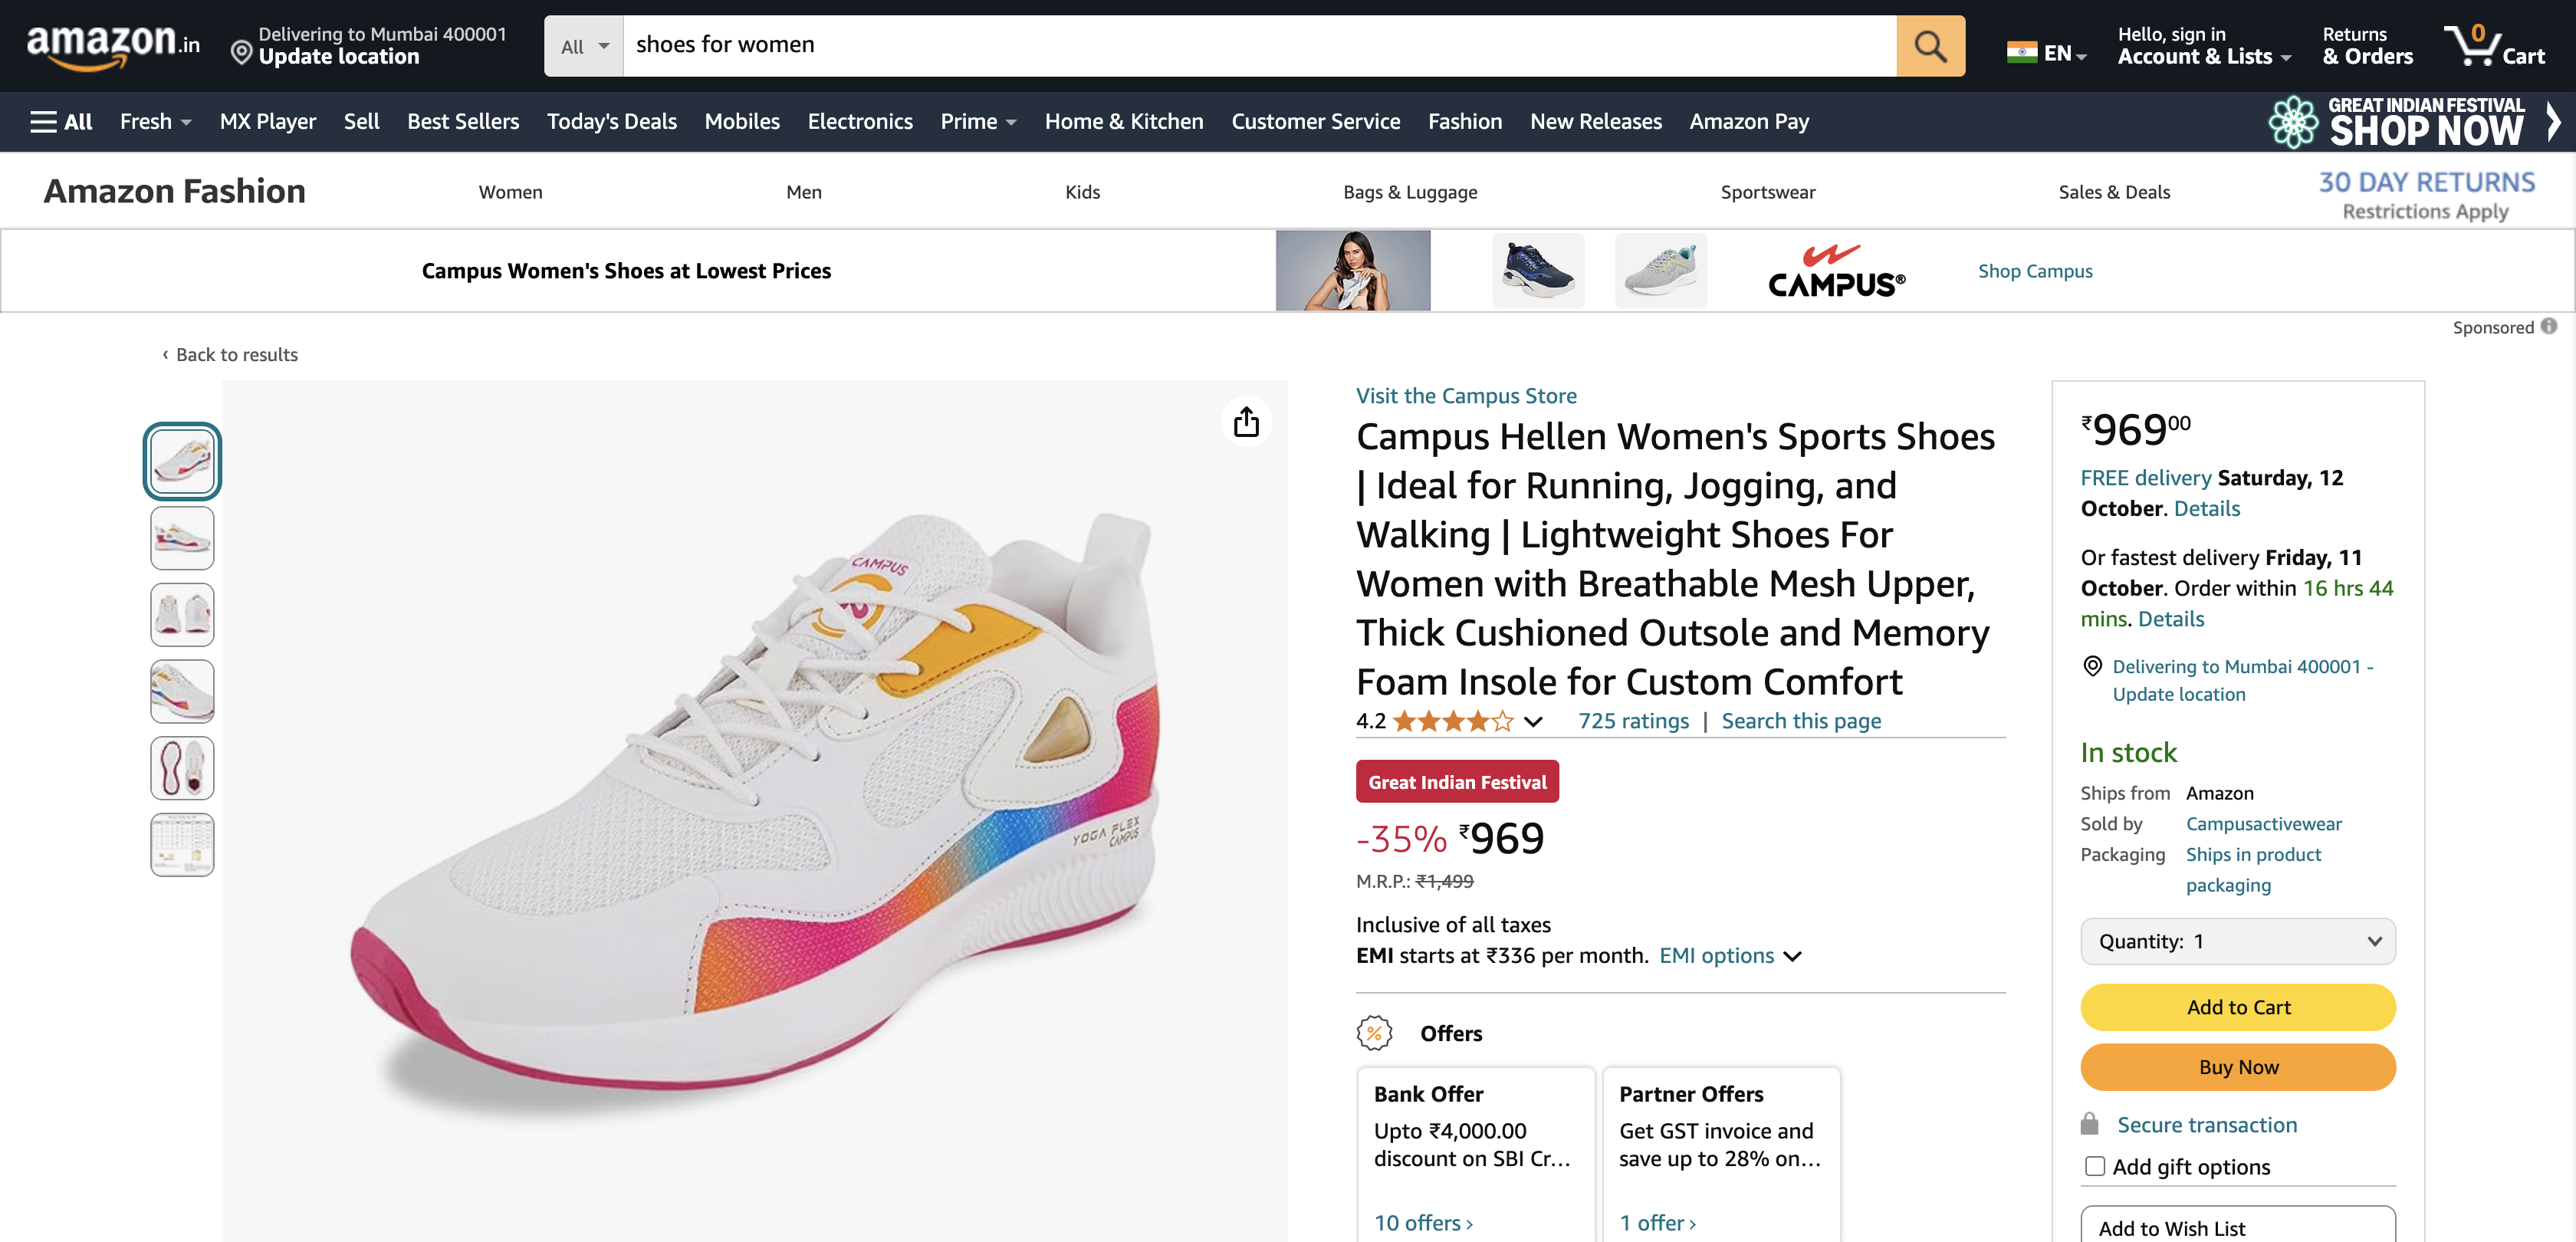 amazon.in
Delivering to Mumbai 400001
Update location
All
shoes for women
EN
Hello, sign in
Account & Lists
Returns
& Orders
0
Cart
All
Fresh
MX Player
Sell
Best Sellers
Today's Deals
Mobiles
Electronics
Prime
Home & Kitchen
Customer Service
Fashion
New Releases
Amazon Pay
GREAT INDIAN FESTIVAL
SHOP NOW
Amazon Fashion
Women
Men
Kids
Bags & Luggage
Sportswear
Sales & Deals
30 DAY RETURNS
Restrictions Apply
Campus Women's Shoes at Lowest Prices
CAMPUS®
Shop Campus
Sponsored
‹ Back to results
CAMPUS
YOGA FLEX
CAMPUS
Visit the Campus Store
Campus Hellen Women's Sports Shoes
| Ideal for Running, Jogging, and
Walking | Lightweight Shoes For
Women with Breathable Mesh Upper,
Thick Cushioned Outsole and Memory
Foam Insole for Custom Comfort
4.2
725 ratings | Search this page
Great Indian Festival
-35% ₹969
M.R.P.: ₹1,499
Inclusive of all taxes
EMI starts at ₹336 per month. EMI options
% Offers
Bank Offer
Upto ₹4,000.00
discount on SBI Cr...
10 offers ›
Partner Offers
Get GST invoice and
save up to 28% on...
1 offer ›
₹96900
FREE delivery Saturday, 12
October. Details
Or fastest delivery Friday, 11
October. Order within 16 hrs 44
mins. Details
Delivering to Mumbai 400001 -
Update location
In stock
Ships from Amazon
Sold by Campusactivewear
Packaging Ships in product
packaging
Quantity: 1
Add to Cart
Buy Now
Secure transaction
Add gift options
Add to Wish List